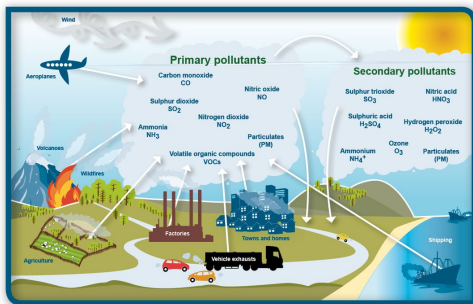 Wind
Primary pollutants
Secondary pollutants
Aeroplanes
Carbon monoxide
CO
Nitric oxide
NO
Sulphur dioxide
SO2
Nitrogen dioxide
NO2
Ammonia
NH3
Particulates
(PM)
Volatile organic compounds
VOCs
Sulphur trioxide
SO3
Nitric acid
HNO3
Sulphuric acid
H2SO4
Hydrogen peroxide
H2O2
Ozone
O3
Ammonium
NH4+
Particulates
(PM)
Volcanoes
Wildfires
Agriculture
Factories
Towns and homes
Vehicle exhausts
Shipping